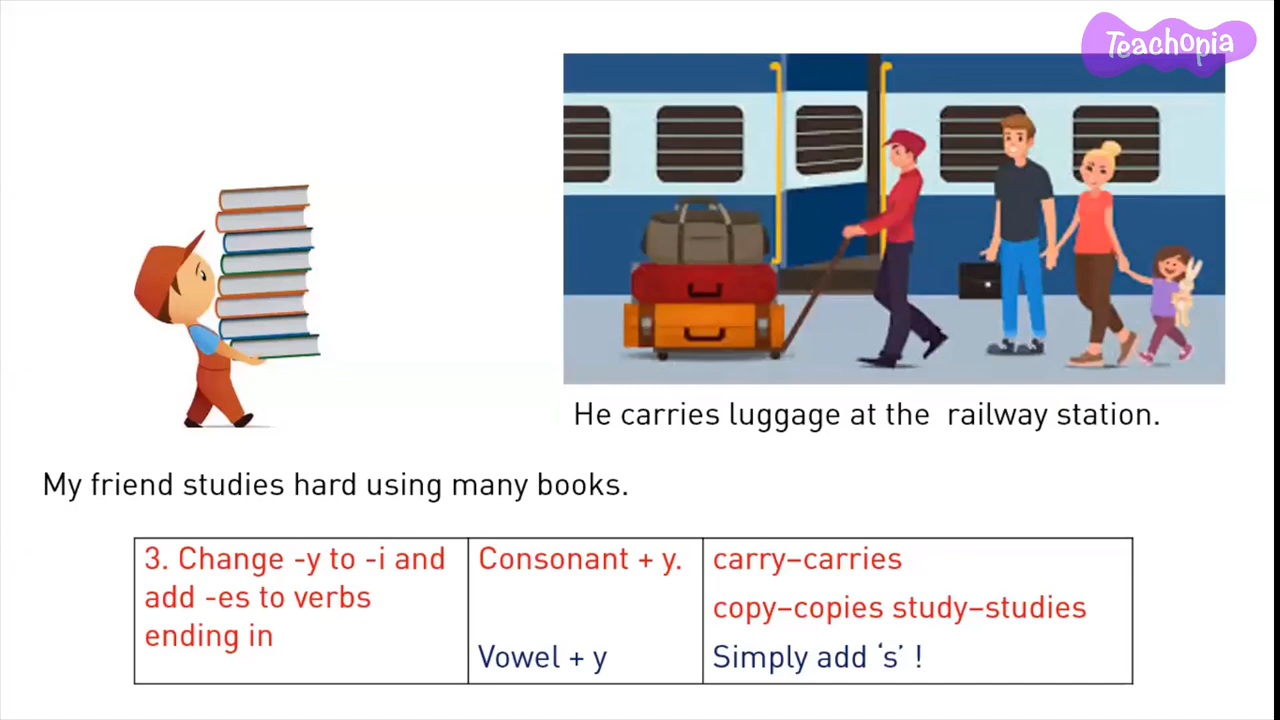 Teachopia
He carries luggage at the railway station.
My friend studies hard using many books.
3. Change -y to -i and
add -es to verbs
ending in
Consonant + y.
carry–carries
copy–copies study–studies
Vowel + y
Simply add ‘s’ !